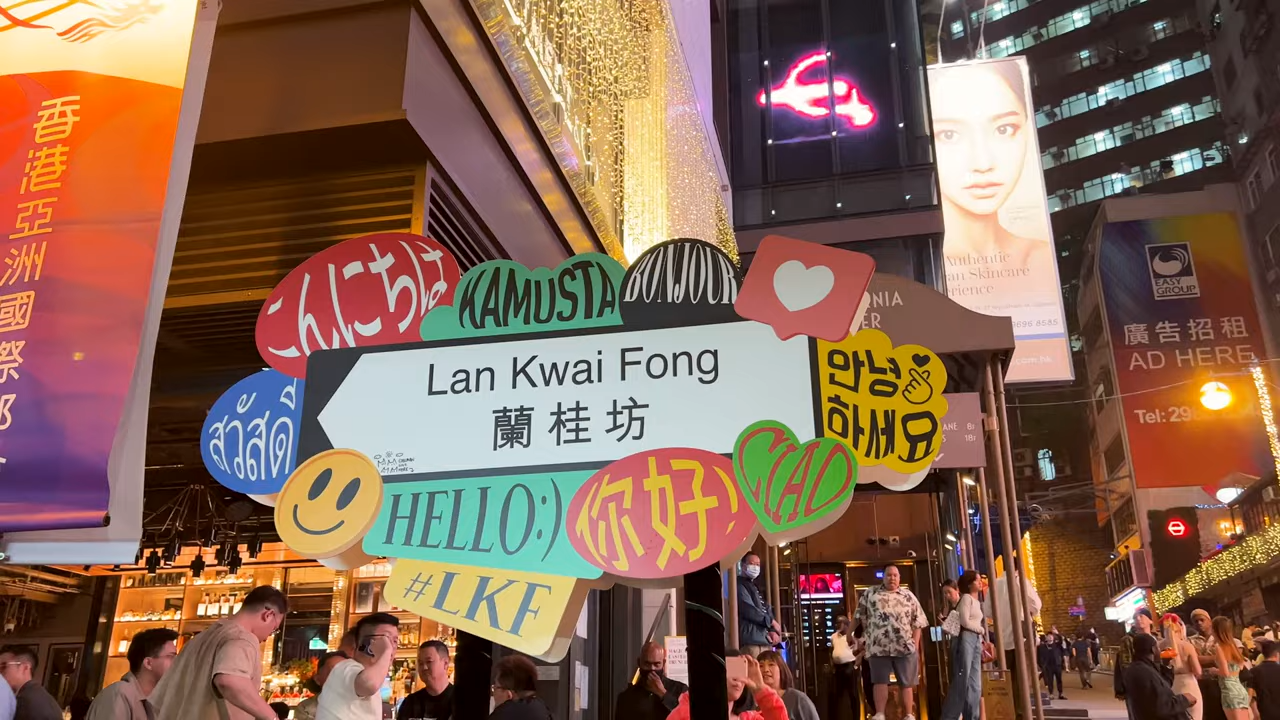 香港亞洲國際
こんにちは
KAMUSTA
BONJOUR
Lan Kwai Fong
蘭桂坊
สวัสดี
안녕
하세요
HELLO:)
你好!
CIAO
#LKF
Authentic
Skincare
EASY
GROUP
廣告招租
AD HERE
Tel: 29